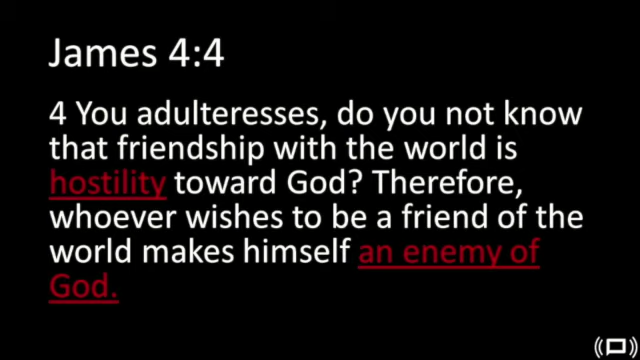 James 4:4
4 You adulteresses, do you not know
that friendship with the world is
hostility toward God? Therefore,
whoever wishes to be a friend of the
world makes himself an enemy of
God.